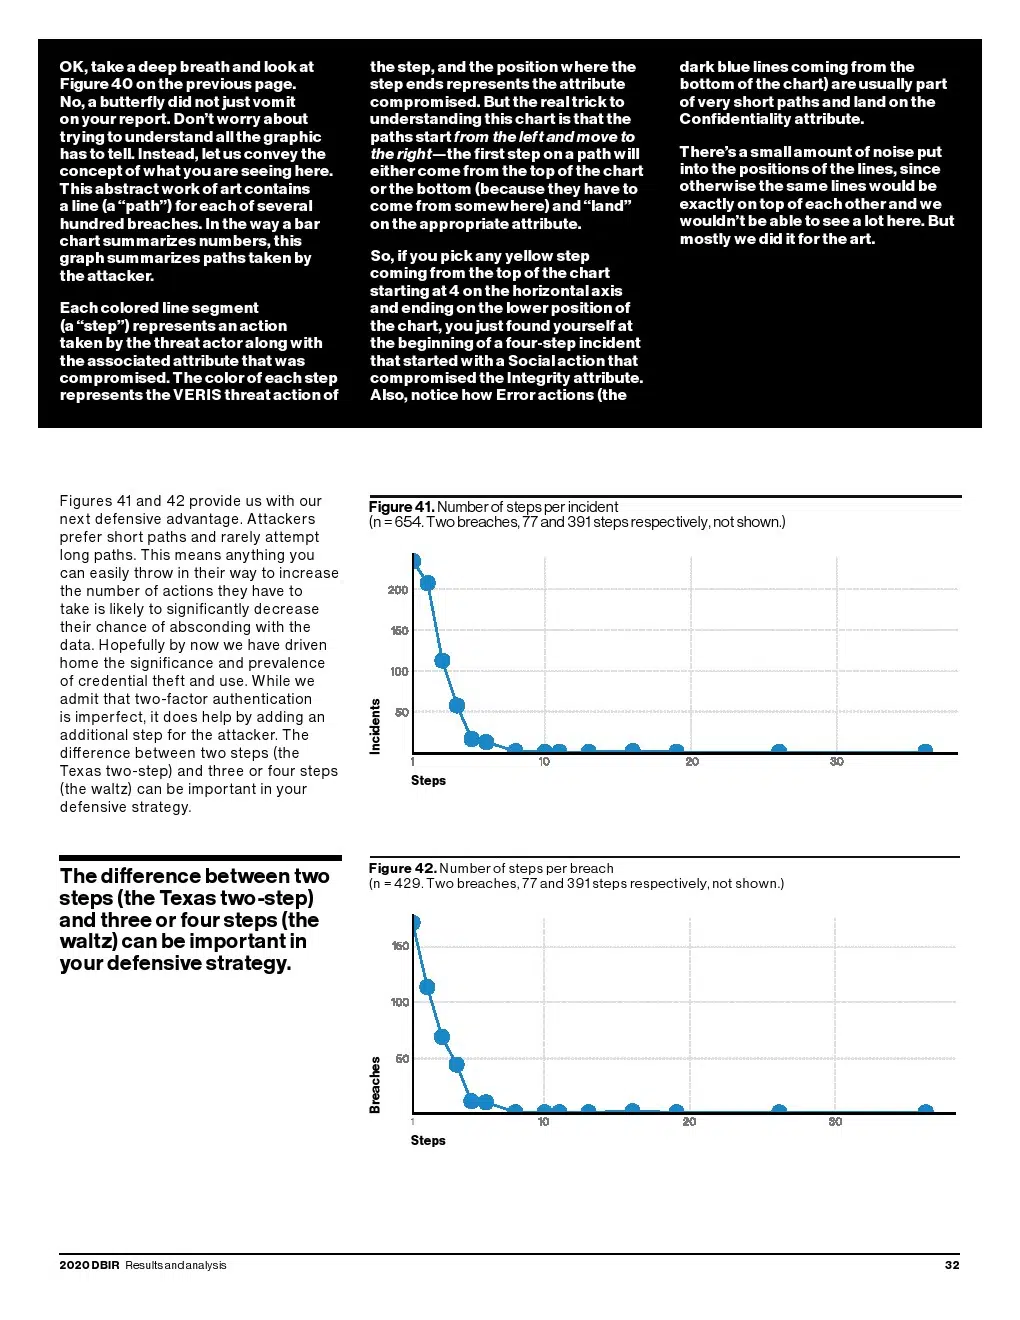 OK, take a deep breath and look at
Figure 40 on the previous page.
No, a butterfly did not just vomit
on your report. Don’t worry about
trying to understand all the graphic
has to tell. Instead, let us convey the
concept of what you are seeing here.
This abstract work of art contains
a line (a “path”) for each of several
hundred breaches. In the way a bar
chart summarizes numbers, this
graph summarizes paths taken by
the attacker.
Each colored line segment
(a “step”) represents an action
taken by the threat actor along with
the associated attribute that was
compromised. The color of each step
represents the VERIS threat action of
the step, and the position where the
step ends represents the attribute
compromised. But the real trick to
understanding this chart is that the
paths start from the left and move to
the right—the first step on a path will
either come from the top of the chart
or the bottom (because they have to
come from somewhere) and “land”
on the appropriate attribute.
So, if you pick any yellow step
coming from the top of the chart
starting at 4 on the horizontal axis
and ending on the lower position of
the chart, you just found yourself at
the beginning of a four-step incident
that started with a Social action that
compromised the Integrity attribute.
Also, notice how Error actions (the
dark blue lines coming from the
bottom of the chart) are usually part
of very short paths and land on the
Confidentiality attribute.
There’s a small amount of noise put
into the positions of the lines, since
otherwise the same lines would be
exactly on top of each other and we
wouldn’t be able to see a lot here. But
mostly we did it for the art.
Figures 41 and 42 provide us with our
next defensive advantage. Attackers
prefer short paths and rarely attempt
long paths. This means anything you
can easily throw in their way to increase
the number of actions they have to
take is likely to significantly decrease
their chance of absconding with the
data. Hopefully by now we have driven
home the significance and prevalence
of credential theft and use. While we
admit that two-factor authentication
is imperfect, it does help by adding an
additional step for the attacker. The
difference between two steps (the
Texas two-step) and three or four steps
(the waltz) can be important in your
defensive strategy.
The difference between two
steps (the Texas two-step)
and three or four steps (the
waltz) can be important in
your defensive strategy.
Figure 41. Number of steps per incident
(n = 654. Two breaches, 77 and 391 steps respectively, not shown.)
200
150
100
50
Incidents
1 10 20 30
Steps
Figure 42. Number of steps per breach
(n = 429. Two breaches, 77 and 391 steps respectively, not shown.)
150
100
50
Breaches
1 10 20 30
Steps
2020 DBIR Results and analysis
32